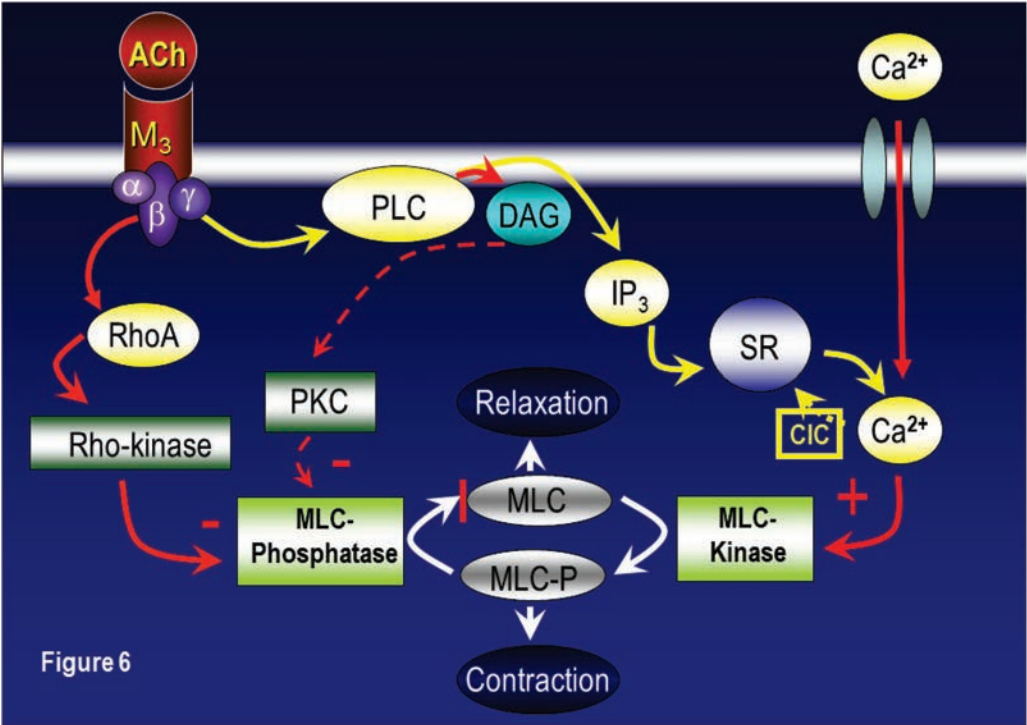 ACh
Ca²⁺
M₃
α
β
γ
PLC
DAG
IP₃
RhoA
SR
PKC
Relaxation
CIC
Ca²⁺
Rho-kinase
-
+
-
MLC
MLC-
Phosphatase
MLC-
Kinase
MLC-P
Figure 6
Contraction